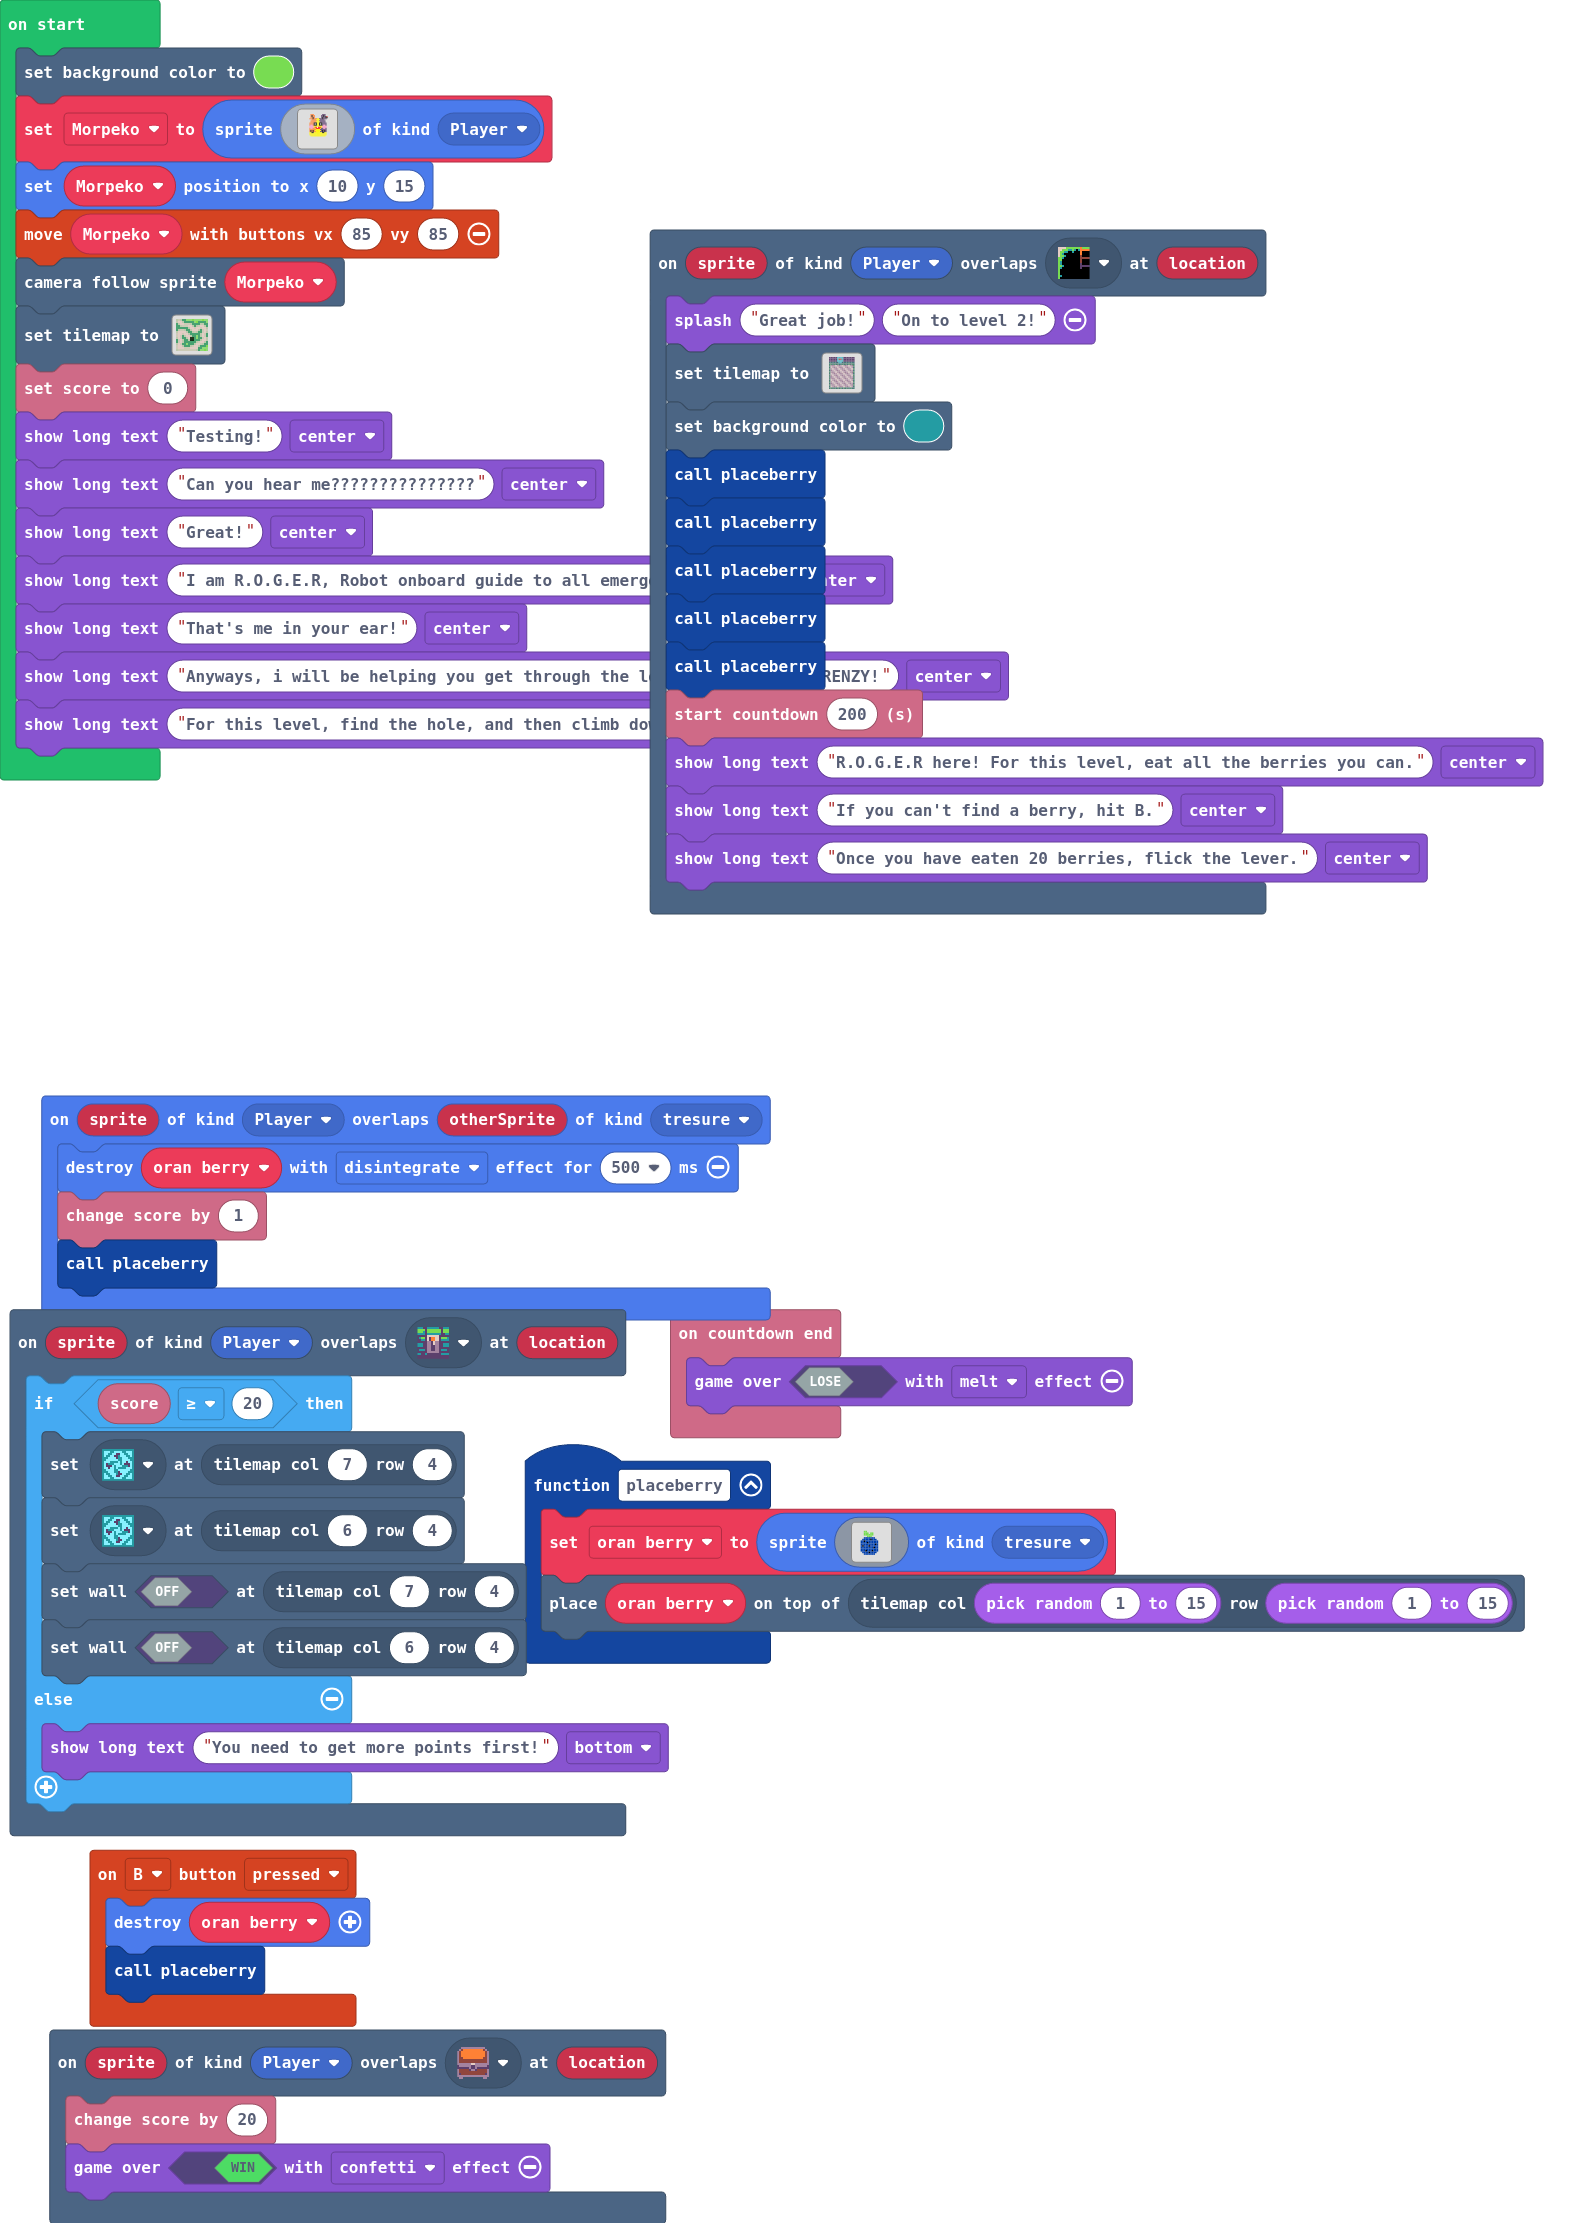 on start
set background color to
set Morpeko to sprite of kind Player
set Morpeko position to x 10 y 15
move Morpeko with buttons vx 85 vy 85
camera follow sprite Morpeko
set tilemap to
set score to 0
show long text "Testing!" center
show long text "Can you hear me???????????????" center
show long text "Great!" center
show long text "I am R.O.G.E.R, Robot onboard guide to all
show long text "That's me in your ear!" center
show long text "Anyways, i will be helping you get through the RENZY!" center
show long text "For this level, find the hole, and then climb
on sprite of kind Player overlaps at location
splash "Great job!" "On to level 2!"
set tilemap to
set background color to
call placeberry
call placeberry
call placeberry
call placeberry
call placeberry
start countdown 200 (s)
show long text "R.O.G.E.R here! For this level, eat all the berries you can." center
show long text "If you can't find a berry, hit B." center
show long text "Once you have eaten 20 berries, flick the lever." center
on sprite of kind Player overlaps otherSprite of kind tresure
destroy oran berry with disintegrate effect for 500 ms
change score by 1
call placeberry
on sprite of kind Player overlaps at location
if score ≥ 20 then
set at tilemap col 7 row 4
set at tilemap col 6 row 4
set wall OFF at tilemap col 7 row 4
set wall OFF at tilemap col 6 row 4
else
show long text "You need to get more points first!" bottom
on countdown end
game over LOSE with melt effect
function placeberry
set oran berry to sprite of kind tresure
place oran berry on top of tilemap col pick random 1 to 15 row pick random 1 to 15
on B button pressed
destroy oran berry
call placeberry
on sprite of kind Player overlaps at location
change score by 20
game over WIN with confetti effect